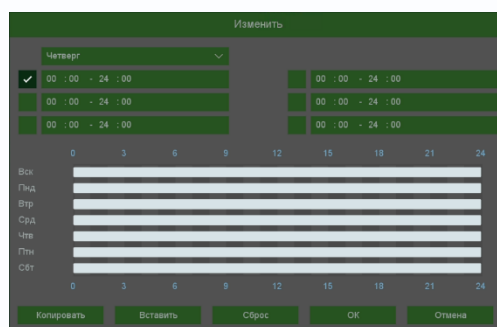 Изменить
Четверг
00 :00 - 24 :00 00 :00 - 24 :00
00 :00 - 24 :00 00 :00 - 24 :00
00 :00 - 24 :00 00 :00 - 24 :00
0 3 6 9 12 15 18 21 24
Вск
Пнд
Втр
Срд
Чтв
Птн
Сбт
0 3 6 9 12 15 18 21 24
Копировать Вставить Сброс ОК Отмена